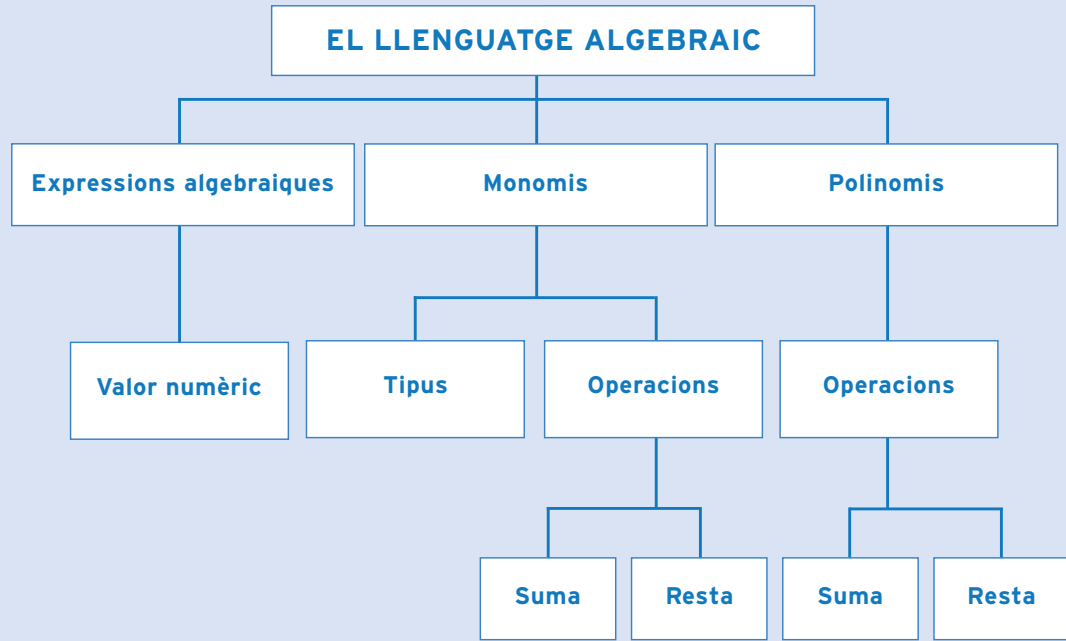 EL LLENGUATGE ALGEBRAIC
Expressions algebraiques
Monomis
Polinomis
Valor numèric
Tipus
Operacions
Operacions
Suma
Resta
Suma
Resta